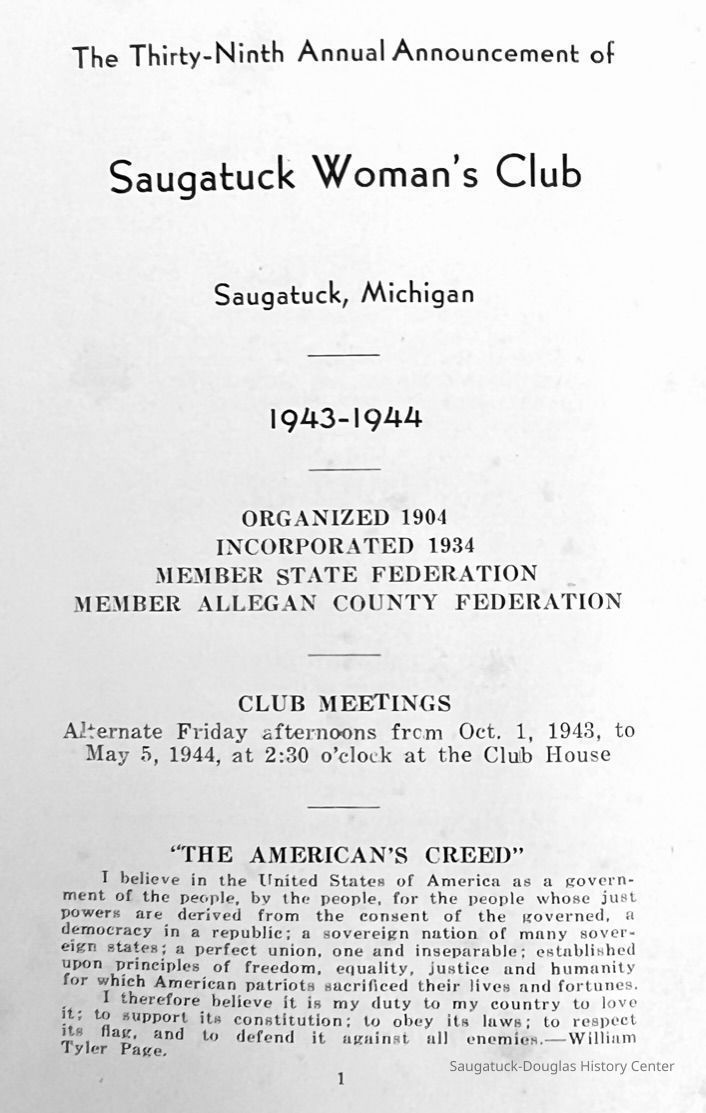 The Thirty-Ninth Annual Announcement of
Saugatuck Woman's Club
Saugatuck, Michigan
1943-1944
ORGANIZED 1904
INCORPORATED 1934
MEMBER STATE FEDERATION
MEMBER ALLEGAN COUNTY FEDERATION
CLUB MEETINGS
Alternate Friday afternoons from Oct. 1, 1943, to
May 5, 1944, at 2:30 o'clock at the Club House
"THE AMERICAN'S CREED"
I believe in the United States of America as a govern-
ment of the people, by the people, for the people whose just
powers are derived from the consent of the governed, a
democracy in a republic; a sovereign nation of many sover-
eign states; a perfect union, one and inseparable; established
upon principles of freedom, equality, justice and humanity
for which American patriots sacrificed their lives and fortunes.
I therefore believe it is my duty to my country to love
it; to support its constitution; to obey its laws; to respect
its flag, and to defend it against all enemies.—William
Tyler Page.
Saugatuck-Douglas History Center
1